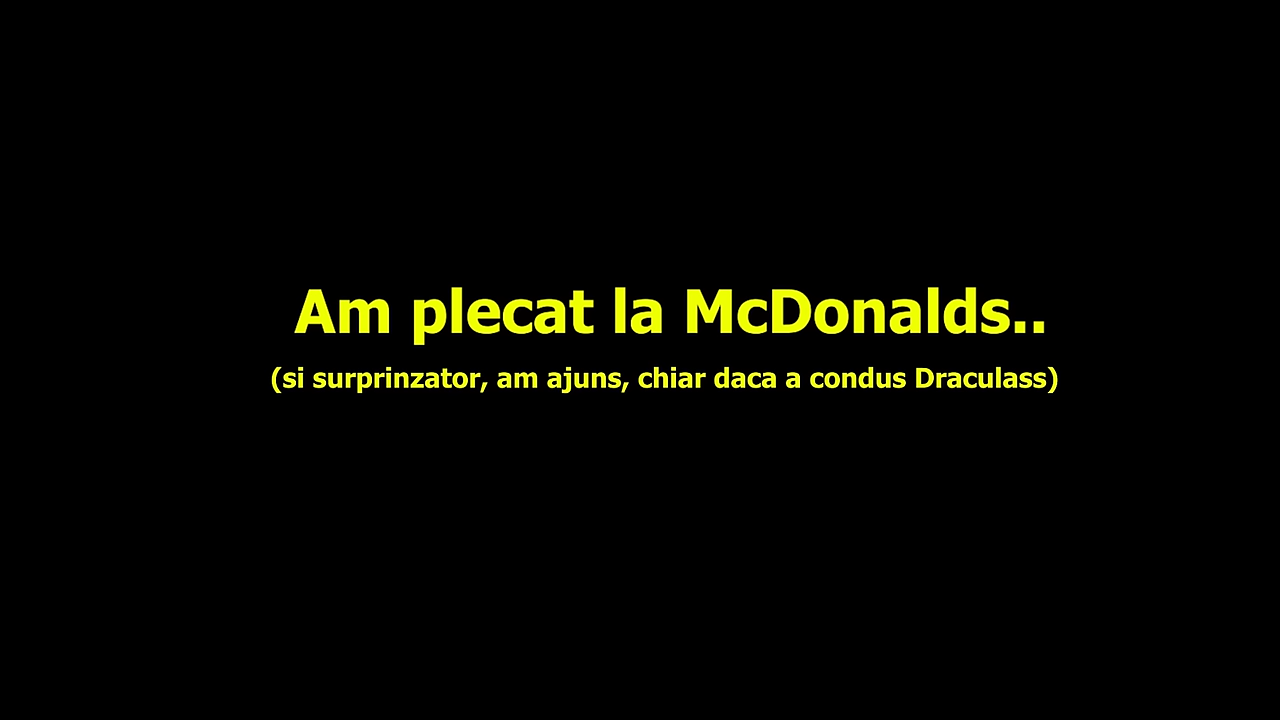 Am plecat la McDonalds..
(si surprinzator, am ajuns, chiar daca a condus Draculass)